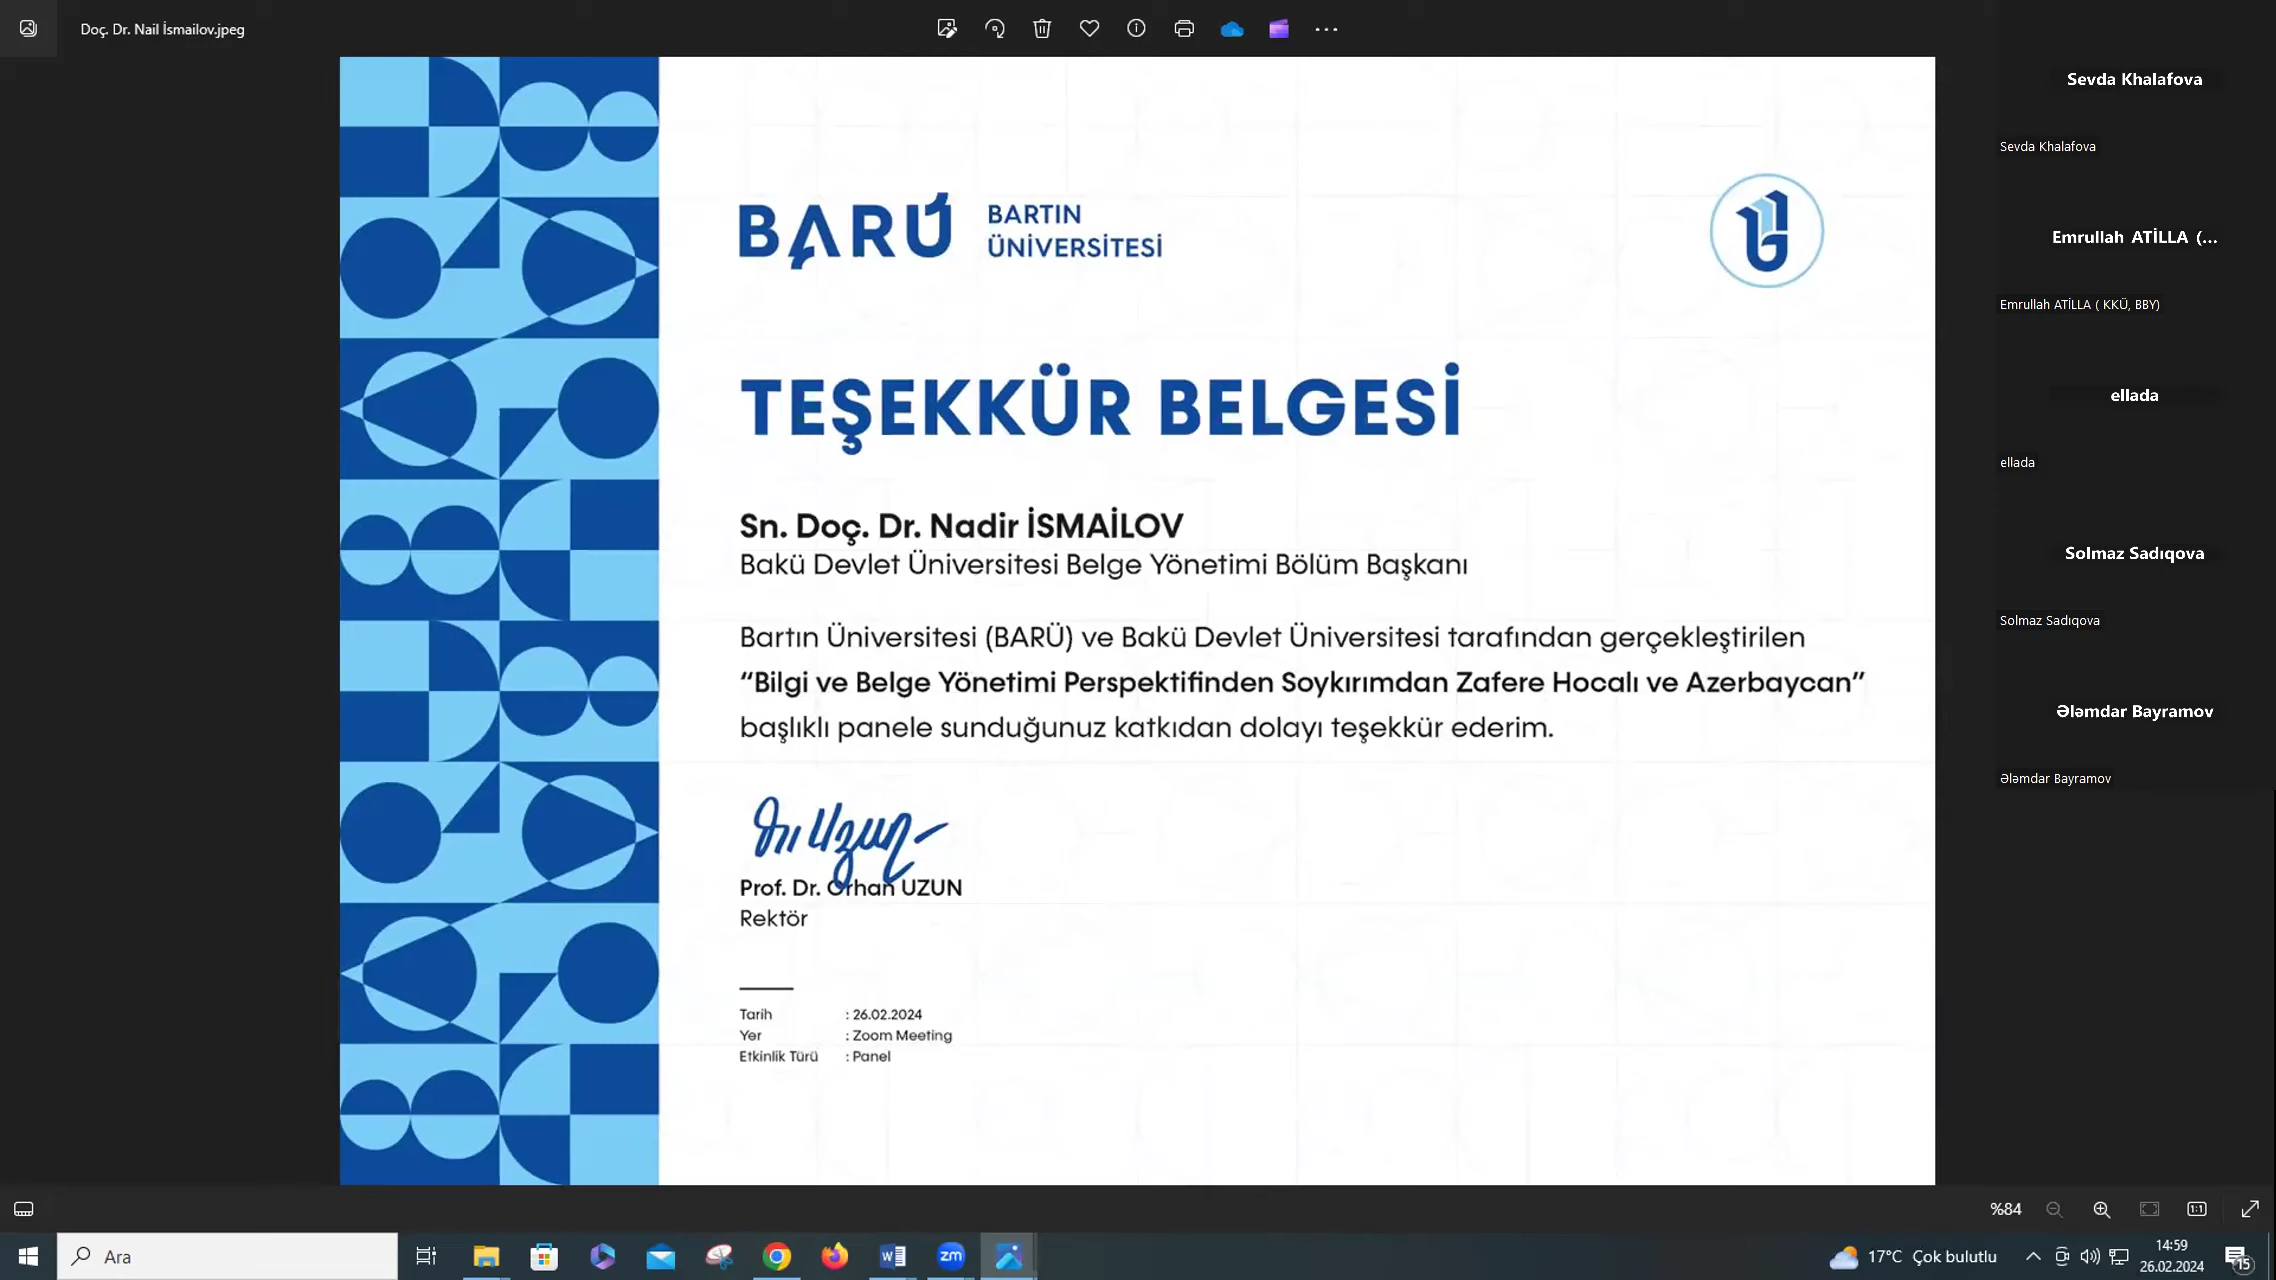 Doç. Dr. Nail İsmailov.jpeg
BARÜ
BARTIN
ÜNİVERSİTESİ
TEŞEKKÜR BELGESİ
Sn. Doç. Dr. Nadir İSMAİLOV
Bakü Devlet Üniversitesi Belge Yönetimi Bölüm Başkanı
Bartın Üniversitesi (BARÜ) ve Bakü Devlet Üniversitesi tarafından gerçekleştirilen
“Bilgi ve Belge Yönetimi Perspektifinden Soykırımdan Zafere Hocalı ve Azerbaycan”
başlıklı panele sunduğunuz katkıdan dolayı teşekkür ederim.
Prof. Dr. Orhan UZUN
Rektör
Tarih : 26.02.2024
Yer : Zoom Meeting
Etkinlik Türü : Panel
Sevda Khalafova
Sevda Khalafova
Emrullah ATİLLA (...
Emrullah ATİLLA ( KKÜ, BBY)
ellada
ellada
Solmaz Sadıqova
Solmaz Sadıqova
Ələmdar Bayramov
Ələmdar Bayramov
%84
1:1
Ara
W
zm
17°C Çok bulutlu
14:59
26.02.2024
15